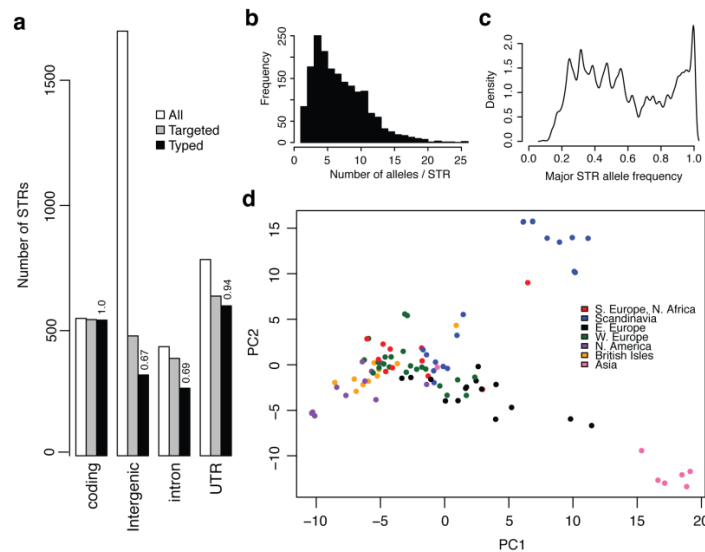 a
Number of STRs
0
500
1000
1500
All
Targeted
Typed
1.0
0.67
0.69
0.94
coding
Intergenic
intron
UTR
b
Frequency
0
50
150
250
0
5
10
15
20
25
Number of alleles / STR
c
Density
0.0
0.5
1.0
1.5
2.0
0.0
0.2
0.4
0.6
0.8
1.0
Major STR allele frequency
d
PC2
-10
-5
0
5
10
15
S. Europe, N. Africa
Scandinavia
E. Europe
W. Europe
N. America
British Isles
Asia
-10
-5
0
5
10
15
20
PC1